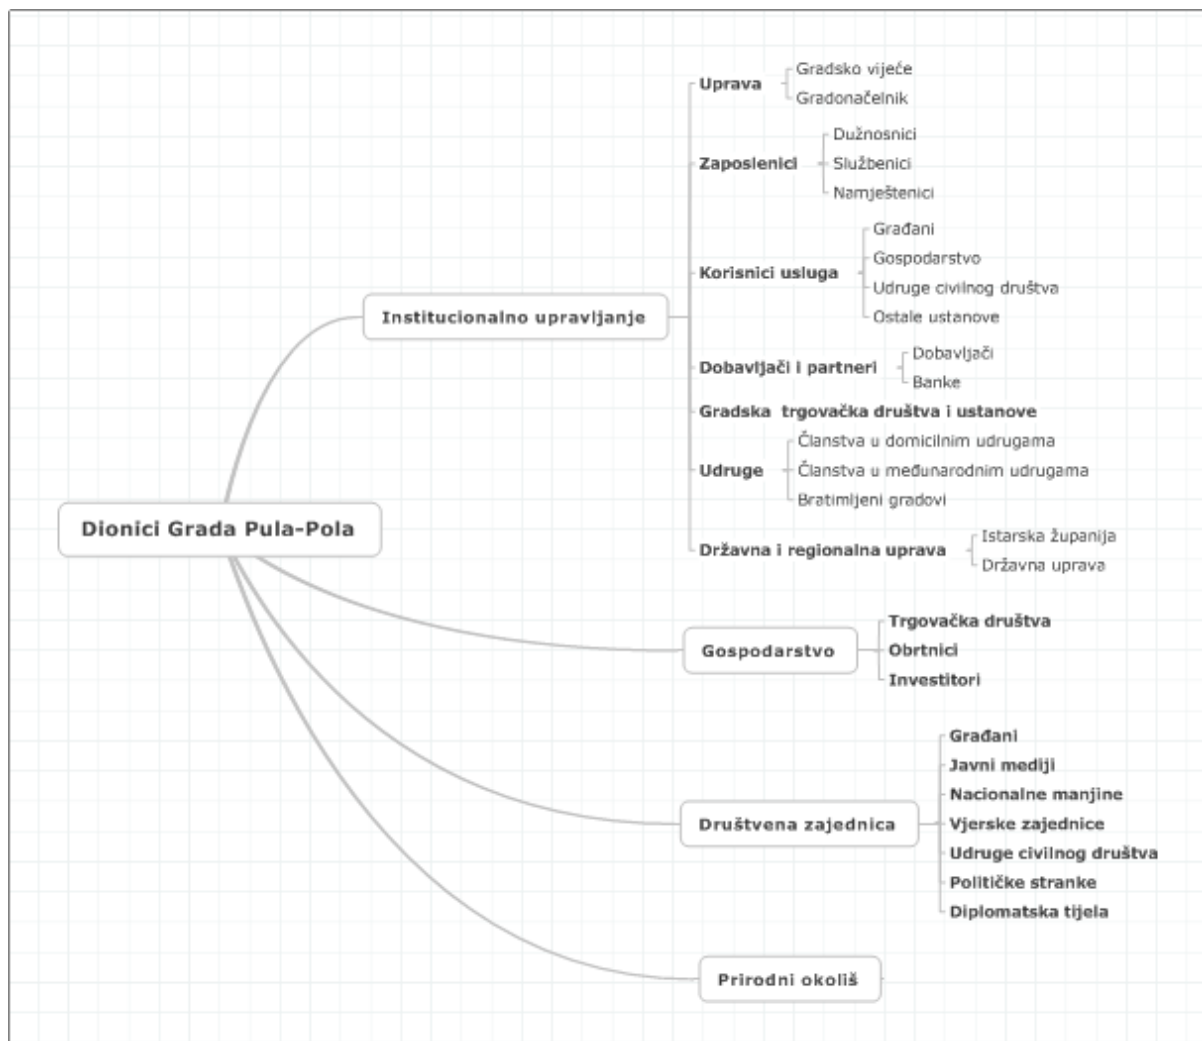 Dionici Grada Pula-Pola
Institucionalno upravljanje
Uprava
Gradsko vijeće
Gradonačelnik
Zaposlenici
Dužnosnici
Službenici
Namještenici
Korisnici usluga
Građani
Gospodarstvo
Udruge civilnog društva
Ostale ustanove
Dobavljači i partneri
Dobavljači
Banke
Gradska trgovačka društva i ustanove
Udruge
Članstva u domicilnim udrugama
Članstva u međunarodnim udrugama
Bratimljeni gradovi
Državna i regionalna uprava
Istarska županija
Državna uprava
Gospodarstvo
Trgovačka društva
Obrtnici
Investitori
Društvena zajednica
Građani
Javni mediji
Nacionalne manjine
Vjerske zajednice
Udruge civilnog društva
Političke stranke
Diplomatska tijela
Prirodni okoliš